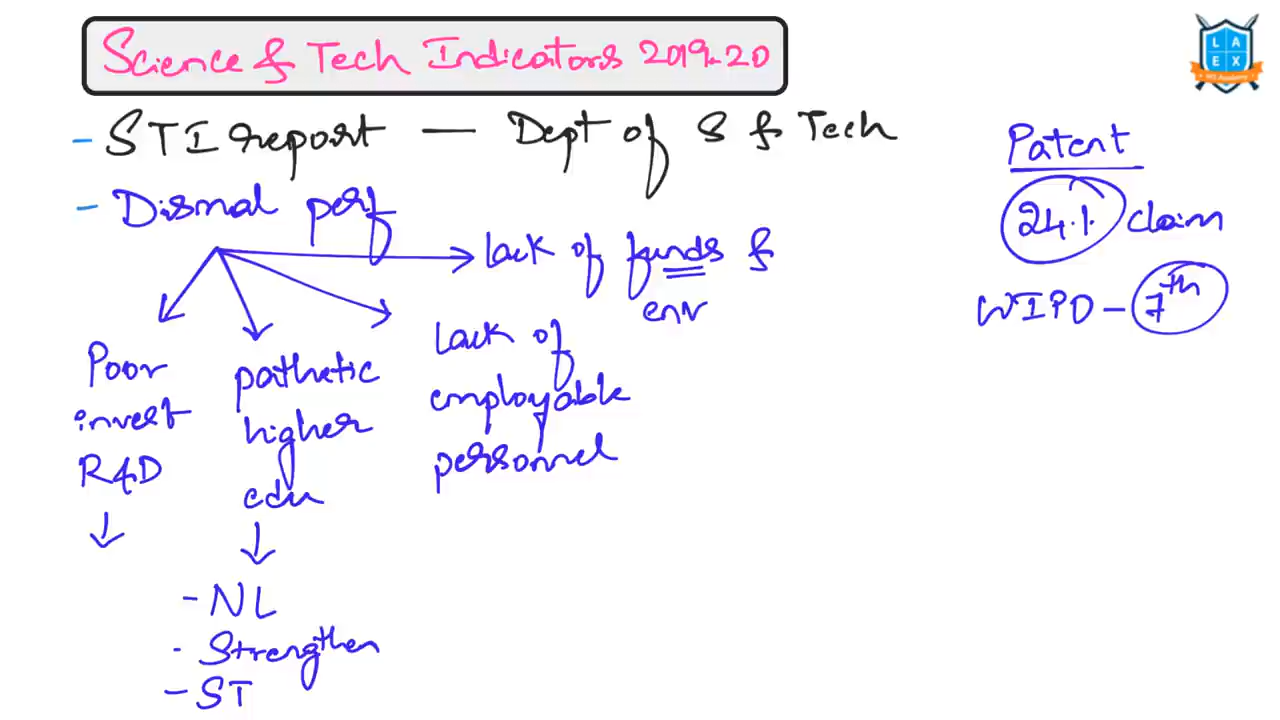 Science & Tech Indicators 2019-20
L A
E X
- STI report — Dept of S & Tech
- Dismal perf
lack of funds &
env
Poor
invest
R&D
pathetic
higher
edu
- NL
- Strengthen
- ST
lack of
employable
personnel
Patent
24% claim
WIPO - 7th